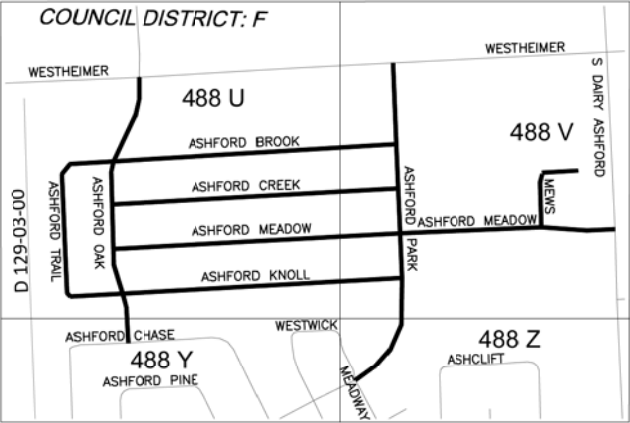 COUNCIL DISTRICT: F
WESTHEIMER
WESTHEIMER
488 U
S DAIRY ASHFORD
488 V
ASHFORD BROOK
ASHFORD CREEK
ASHFORD MEADOW
ASHFORD KNOLL
ASHFORD TRAIL
ASHFORD OAK
ASHFORD PARK
ASHFORD MEADOW
MEWS
D 129-03-00
ASHFORD CHASE
488 Y
ASHFORD PINE
WESTWICK
MEADWAY
488 Z
ASHCLIFT